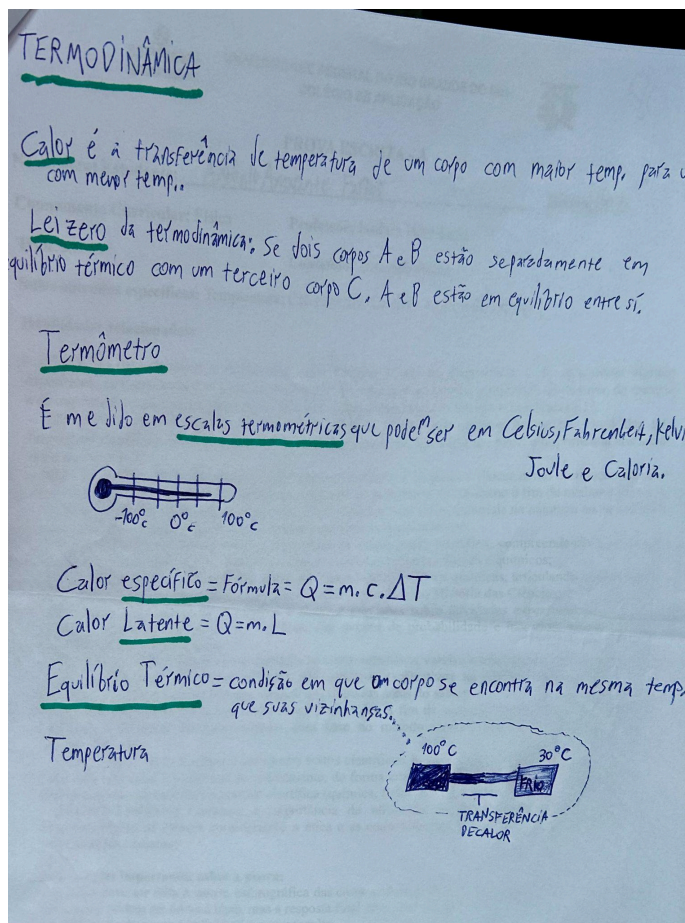 TERMODINÂMICA
Calor é a transferência de temperatura de um corpo com maior temp. para
com menor temp..
Lei zero da termodinâmica: Se dois corpos A e B estão separadamente em
quilíbrio térmico com um terceiro corpo C, A e B estão em equilíbrio entre sí.
Termômetro
É medido em escalas termométricas que podem ser em Celsius, Fahrenheit, Kelvi
Joule e Caloria.
-100°c 0°c 100°c
Calor específico = Fórmula = Q = m. c. ΔT
Calor Latente = Q = m. L
Equilíbrio Térmico = condição em que um corpo se encontra na mesma temp.
que suas vizinhanças.
Temperatura
100°C 30°C
FRIO
TRANSFERÊNCIA
DE CALOR